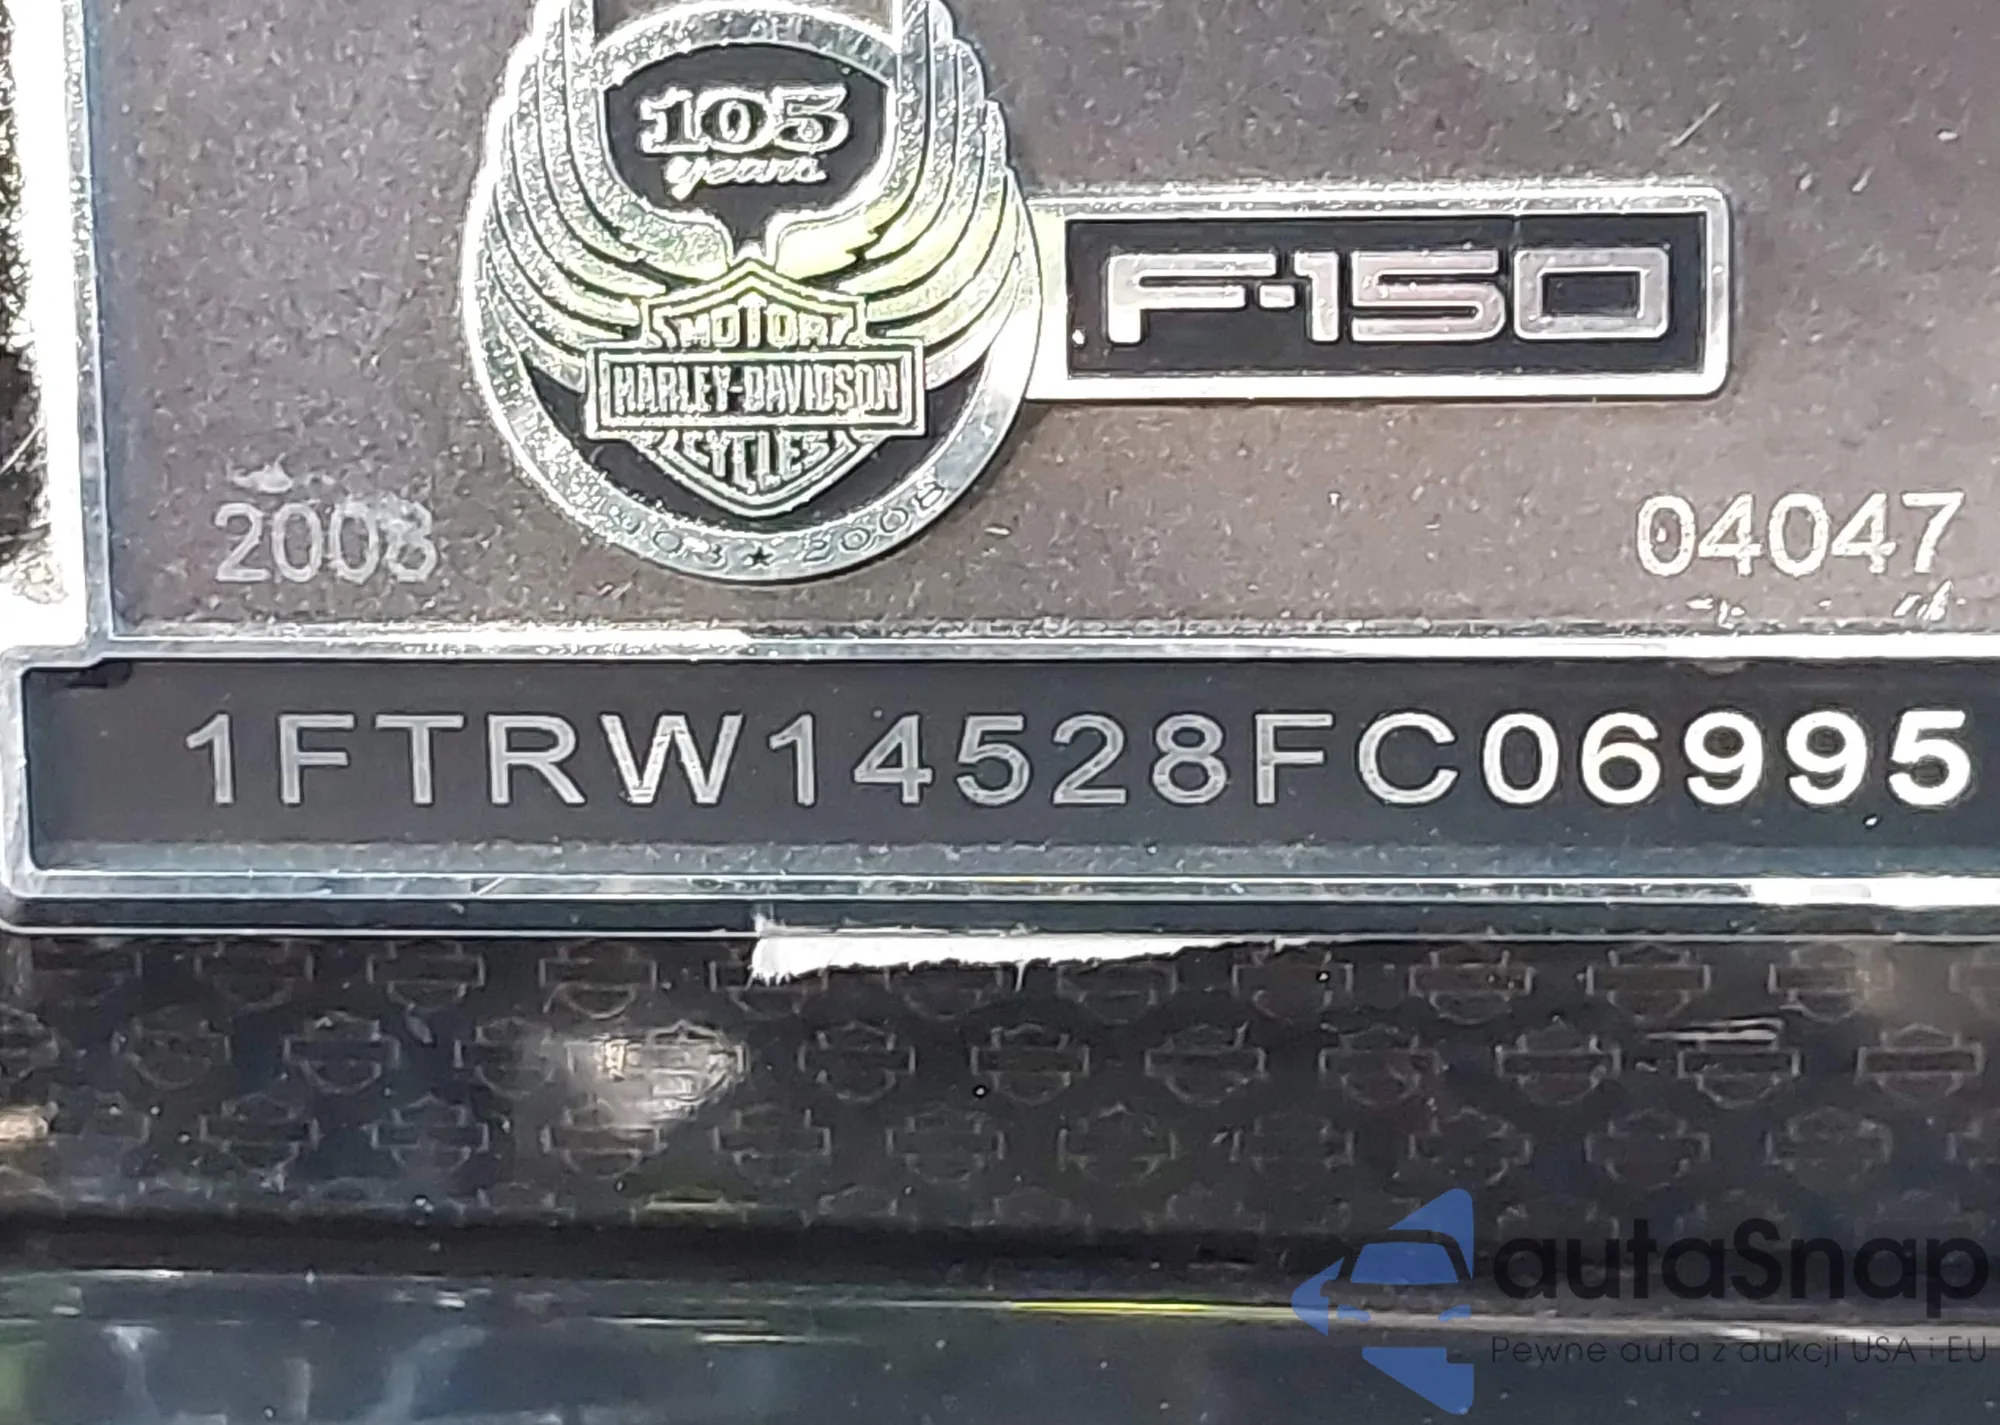 105
years
F-150
MOTOR
HARLEY-DAVIDSON
CYCLES
1903 ★ 2008
2008
04047
1FTRW14528FC06995
autaSnap
Pewne auta z aukcji USA i EU